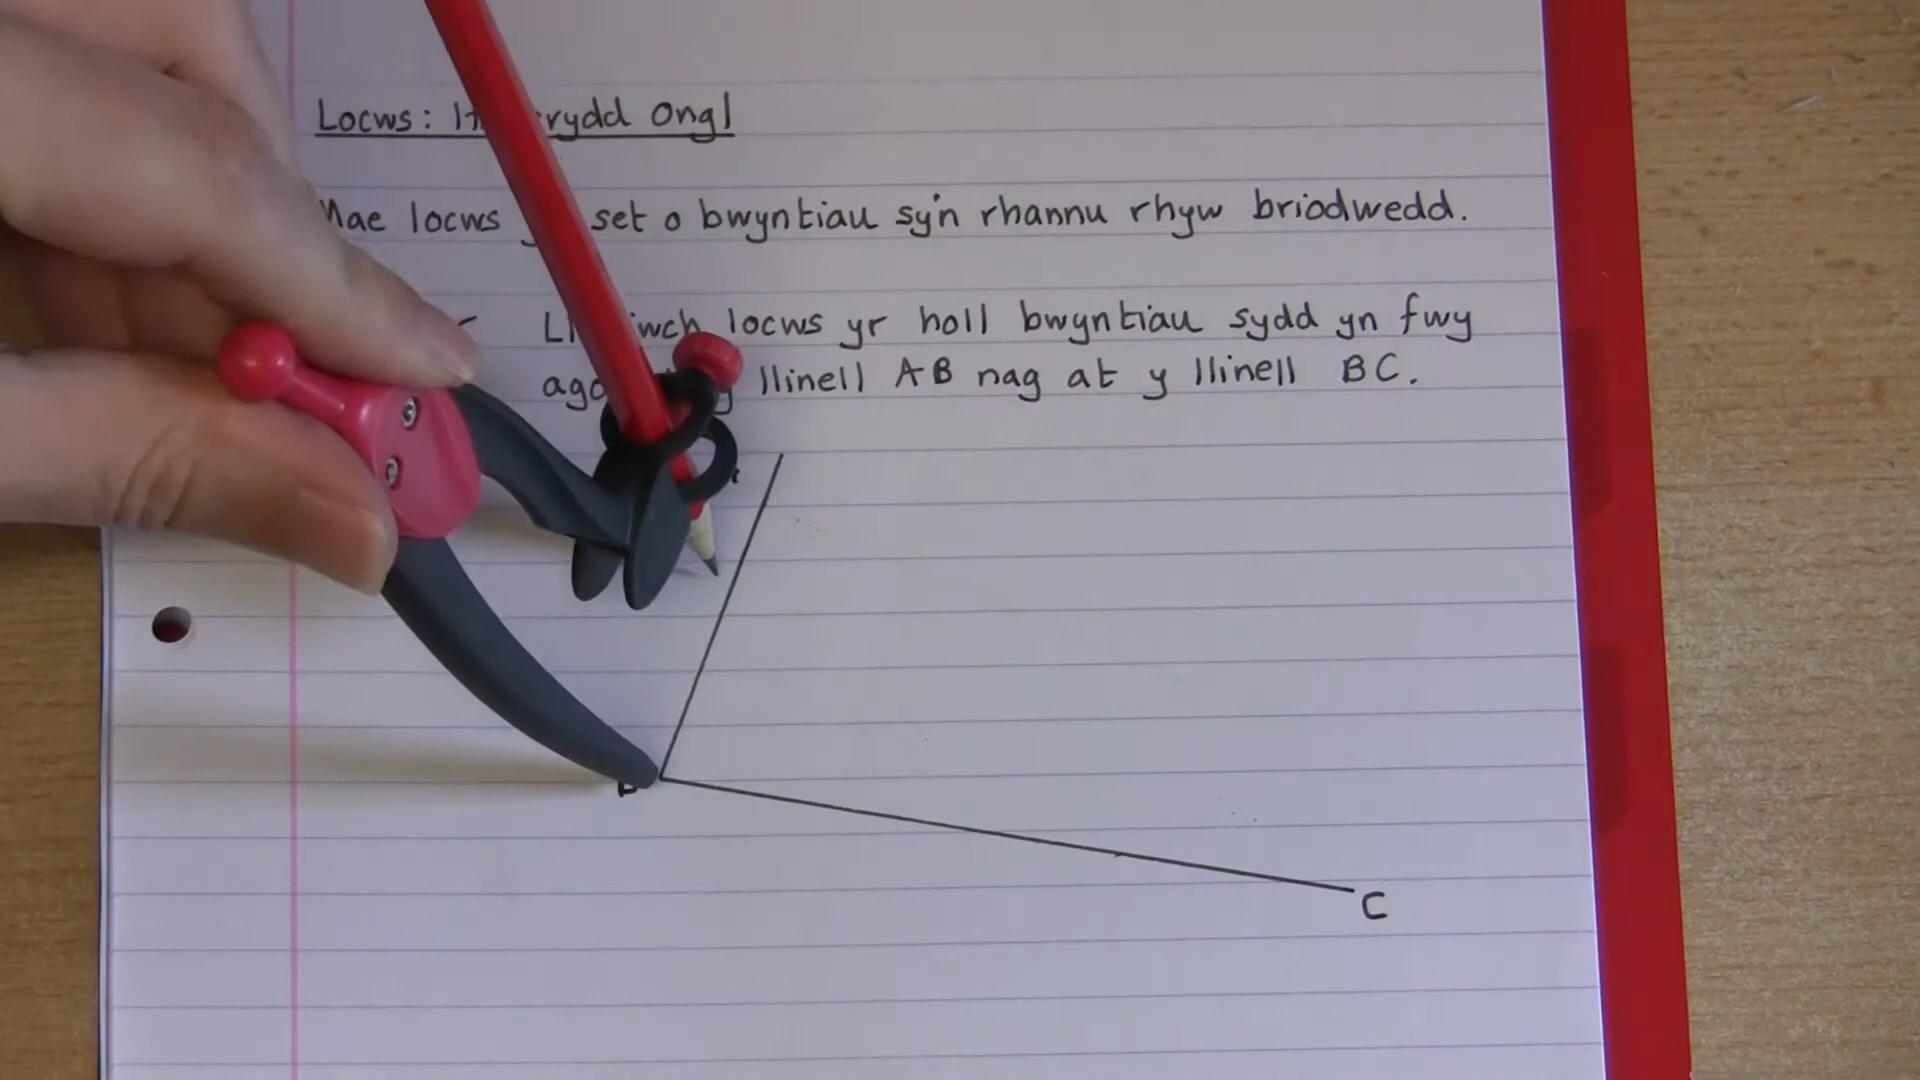 Locws: Ongl
Mae locws set o bwyntiau sy'n rhannu rhyw briodwedd.
locws yr holl bwyntiau sydd yn fwy
y llinell AB nag at y llinell BC.
B
C